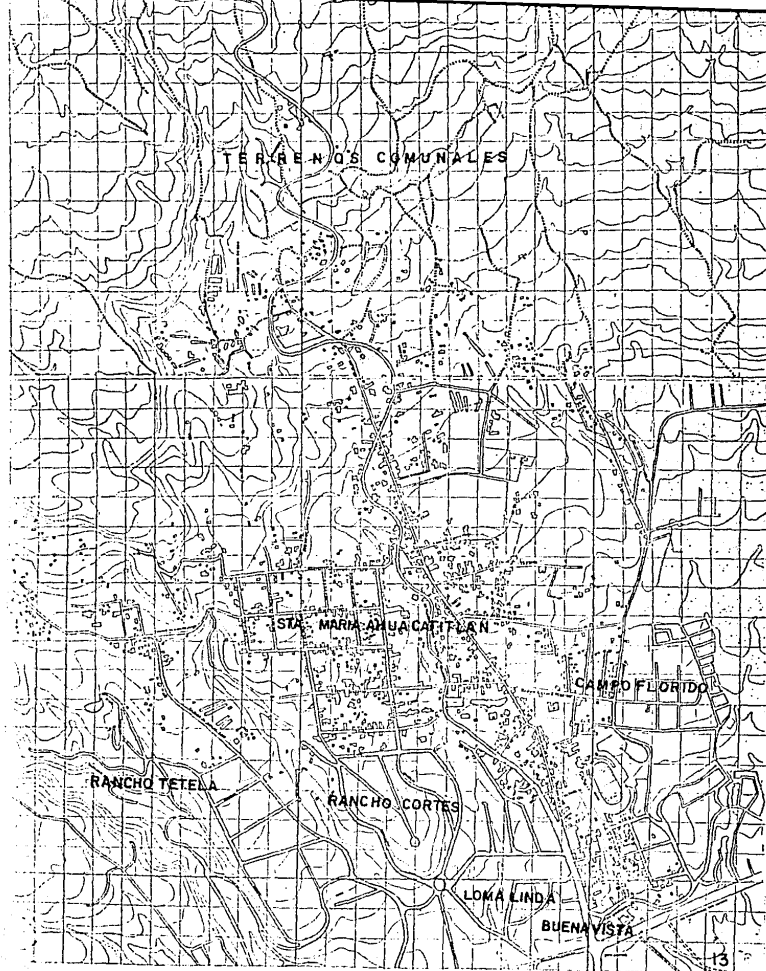 TERRENOS COMUNALES
STA. MARIA AHUACATITLAN
CAMPO FLORIDO
RANCHO TETELA
RANCHO CORTES
LOMA LINDA
BUENAVISTA
13